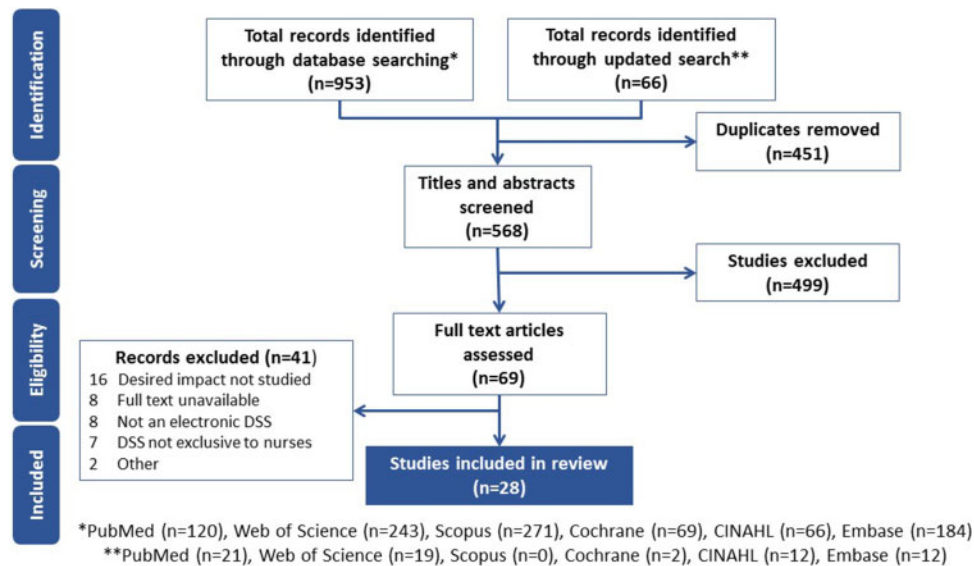 Identification
Total records identified
through database searching*
(n=953)
Total records identified
through updated search**
(n=66)
Duplicates removed
(n=451)
Screening
Titles and abstracts
screened
(n=568)
Studies excluded
(n=499)
Eligibility
Full text articles
assessed
(n=69)
Records excluded (n=41)
16 Desired impact not studied
8 Full text unavailable
8 Not an electronic DSS
7 DSS not exclusive to nurses
2 Other
Included
Studies included in review
(n=28)
*PubMed (n=120), Web of Science (n=243), Scopus (n=271), Cochrane (n=69), CINAHL (n=66), Embase (n=184)
**PubMed (n=21), Web of Science (n=19), Scopus (n=0), Cochrane (n=2), CINAHL (n=12), Embase (n=12)